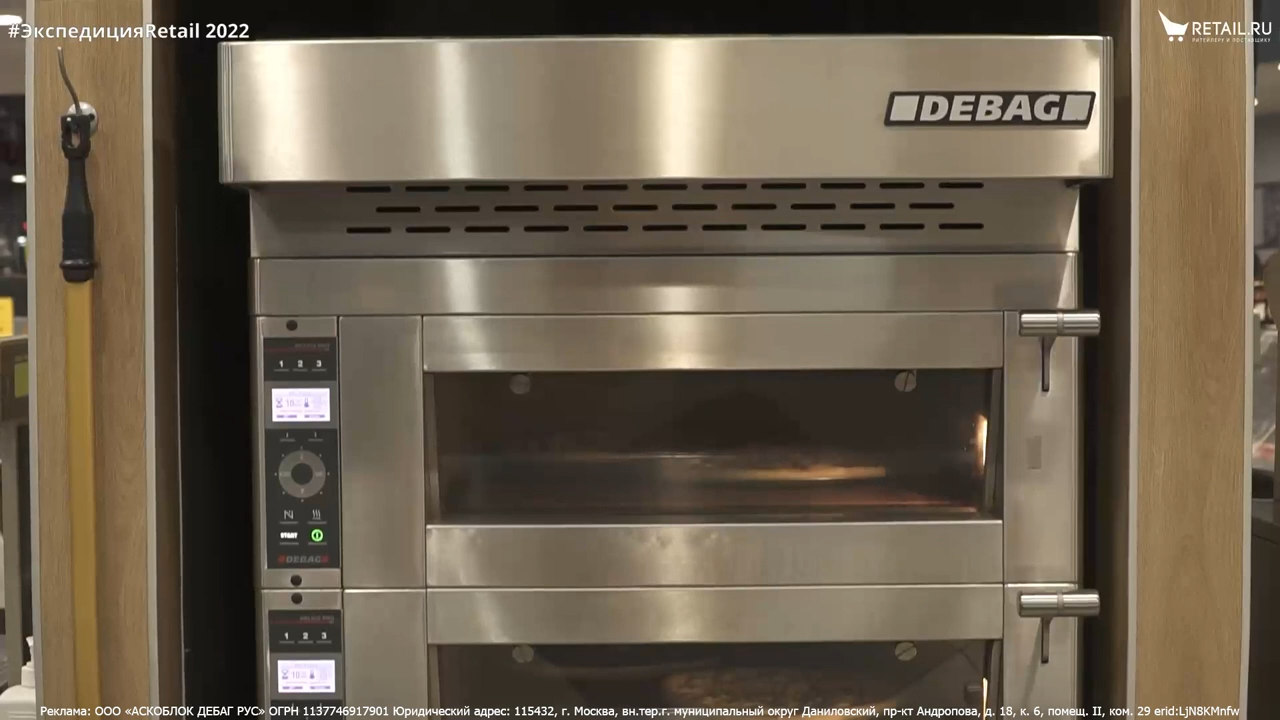 #ЭкспедицияRetail 2022
RETAIL.RU
РИТЕЙЛЕРУ И ПОСТАВЩИКУ
DEBAG
1 2 3
START
DEBAG
1 2 3
Реклама: ООО «АСКОБЛОК ДЕБАГ РУС» ОГРН 1137746917901 Юридический адрес: 115432, г. Москва, вн.тер.г. муниципальный округ Даниловский, пр-кт Андропова, д. 18, к. 6, помещ. II, ком. 29 erid:LjN8KMnfw